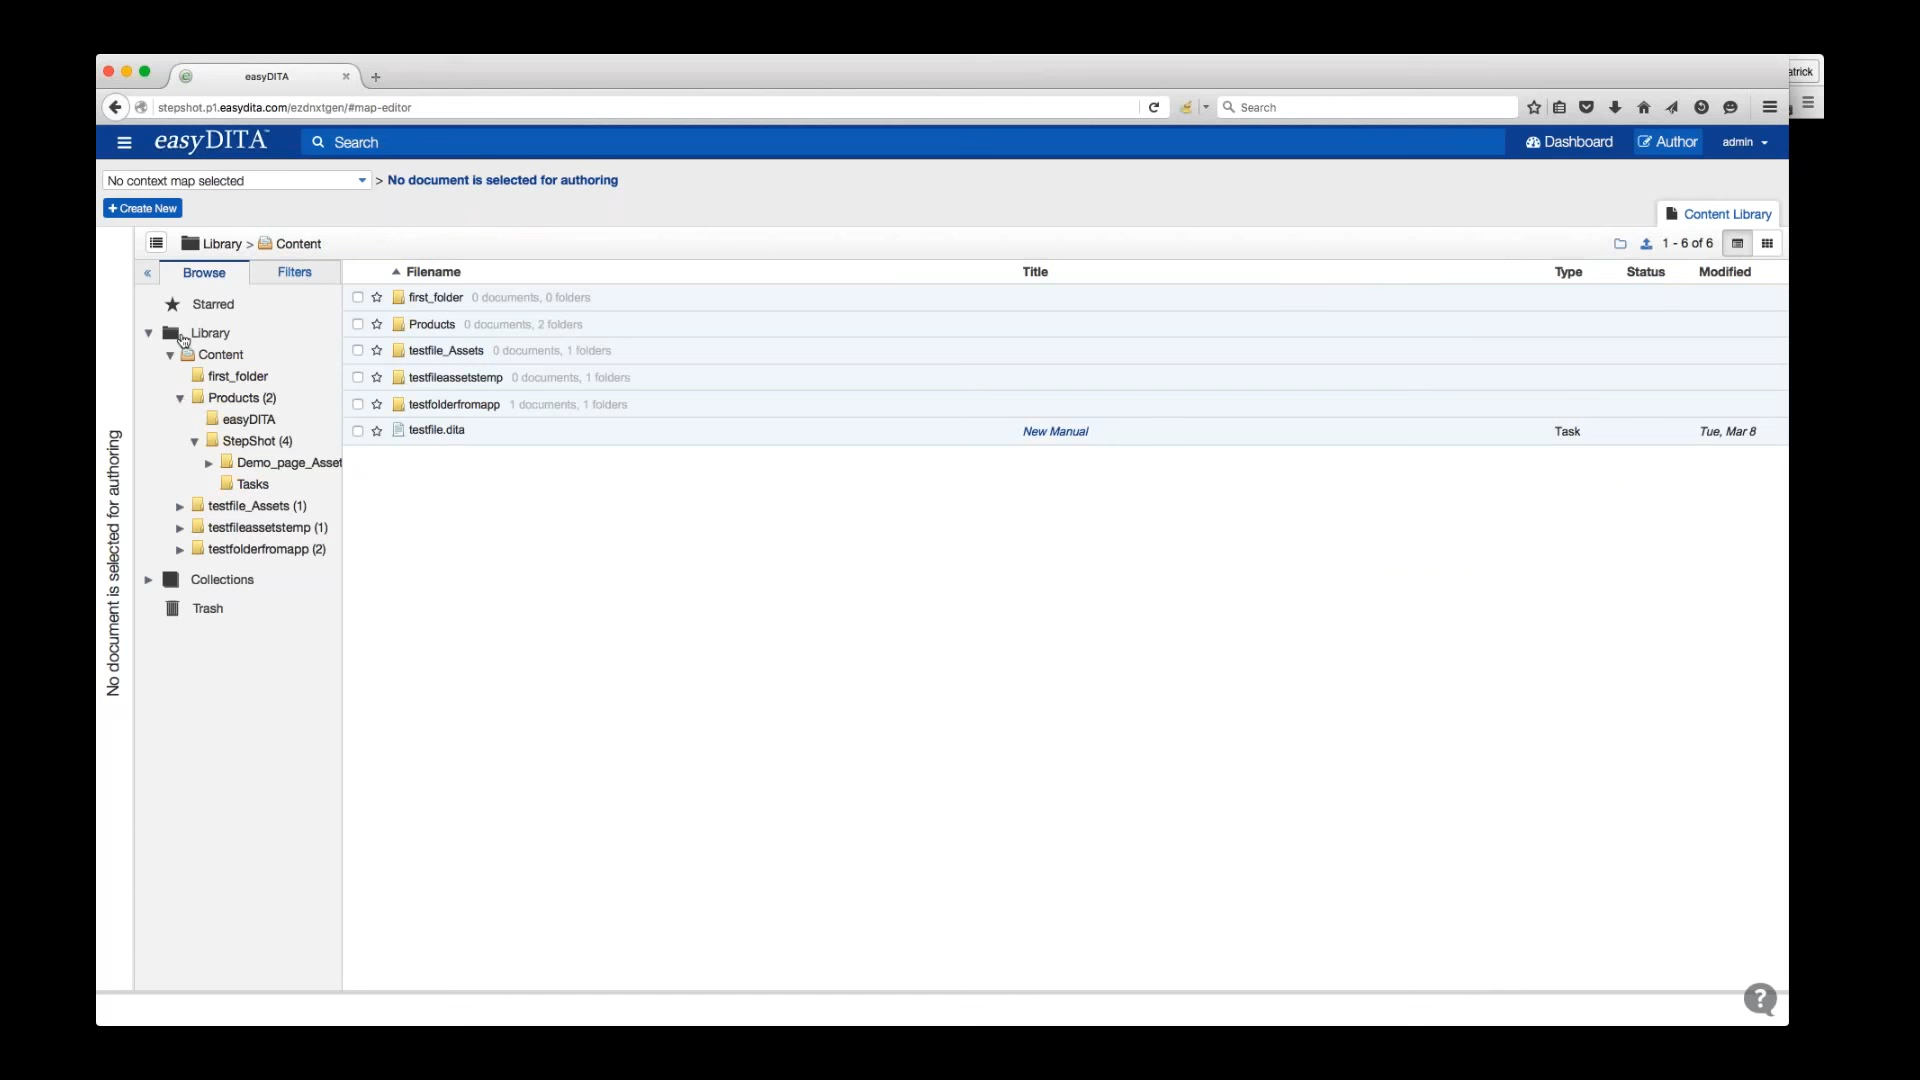 easyDITA
atrick
stepshot.p1.easydita.com/ezdnxtgen/#map-editor
Search
easyDITA™
Search
Dashboard
Author
admin
No context map selected
> No document is selected for authoring
+ Create New
Content Library
Library > Content
1 - 6 of 6
Browse
Filters
Filename
Title
Type
Status
Modified
Starred
Library
Content
first_folder
Products (2)
easyDITA
StepShot (4)
Demo_page_Asset
Tasks
testfile_Assets (1)
testfileassetstemp (1)
testfolderfromapp (2)
Collections
Trash
first_folder 0 documents, 0 folders
Products 0 documents, 2 folders
testfile_Assets 0 documents, 1 folders
testfileassetstemp 0 documents, 1 folders
testfolderfromapp 1 documents, 1 folders
testfile.dita New Manual Task Tue, Mar 8
No document is selected for authoring
?